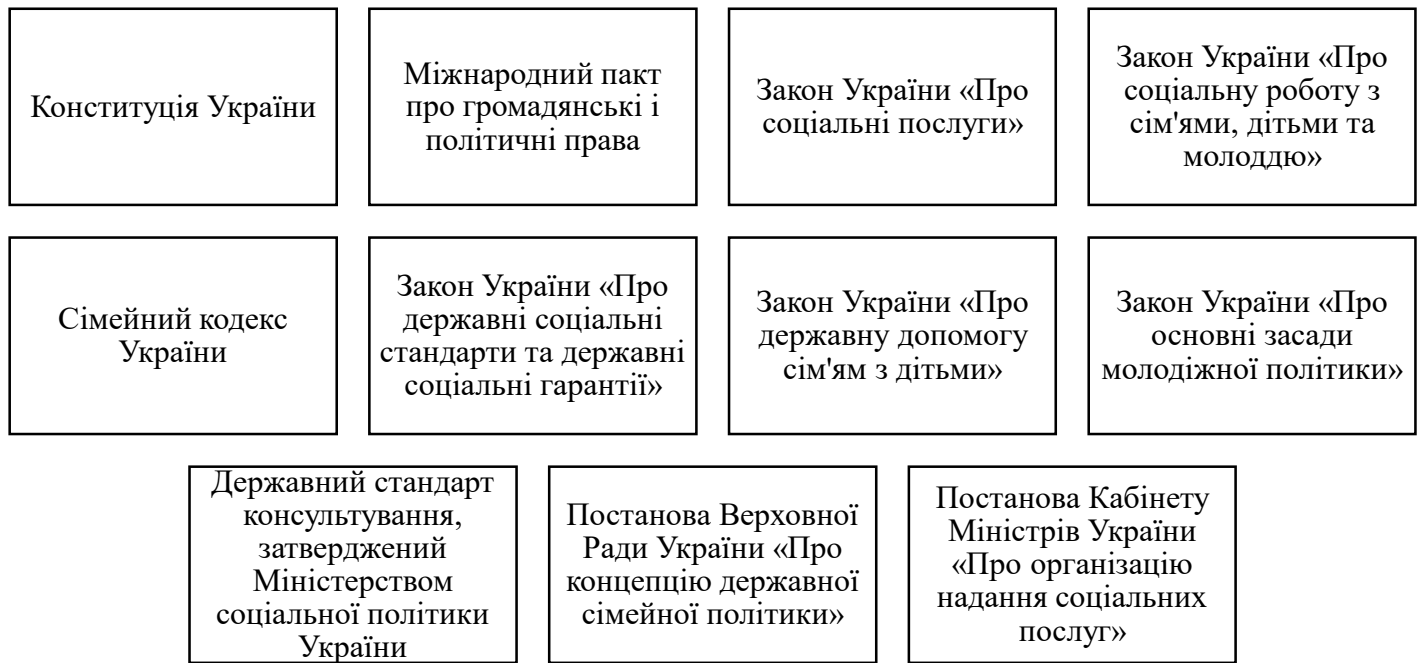 Конституція України
Міжнародний пакт
про громадянські і
політичні права
Закон України «Про
соціальні послуги»
Закон України «Про
соціальну роботу з
сім'ями, дітьми та
молоддю»
Сімейний кодекс
України
Закон України «Про
державні соціальні
стандарти та державні
соціальні гарантії»
Закон України «Про
державну допомогу
сім'ям з дітьми»
Закон України «Про
основні засади
молодіжної політики»
Державний стандарт
консультування,
затверджений
Міністерством
соціальної політики
України
Постанова Верховної
Ради України «Про
концепцію державної
сімейної політики»
Постанова Кабінету
Міністрів України
«Про організацію
надання соціальних
послуг»